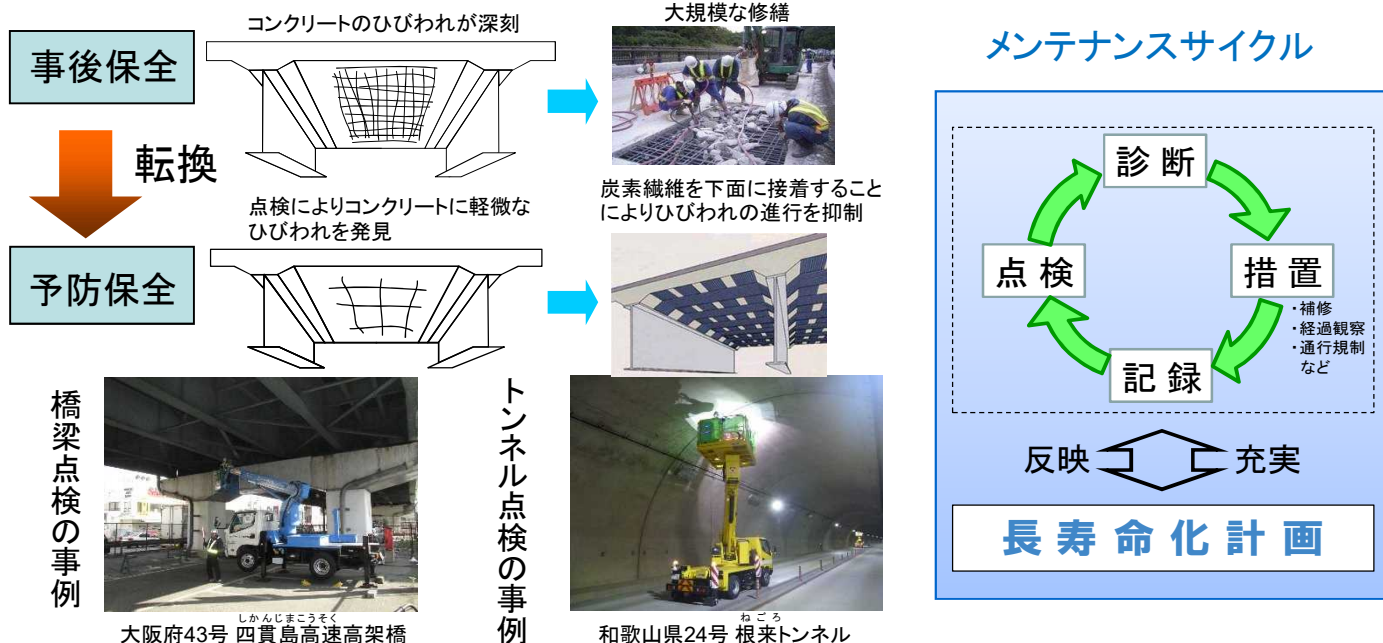 コンクリートのひびわれが深刻
大規模な修繕
事後保全
転換
点検によりコンクリートに軽微な
ひびわれを発見
炭素繊維を下面に接着すること
によりひびわれの進行を抑制
予防保全
橋梁点検の事例
しかんじまこうそく
大阪府43号 四貫島高速高架橋
トンネル点検の事例
ねごろ
和歌山県24号 根来トンネル
メンテナンスサイクル
診断
点検
措置
・補修
・経過観察
・通行規制
など
記録
反映
充実
長寿命化計画